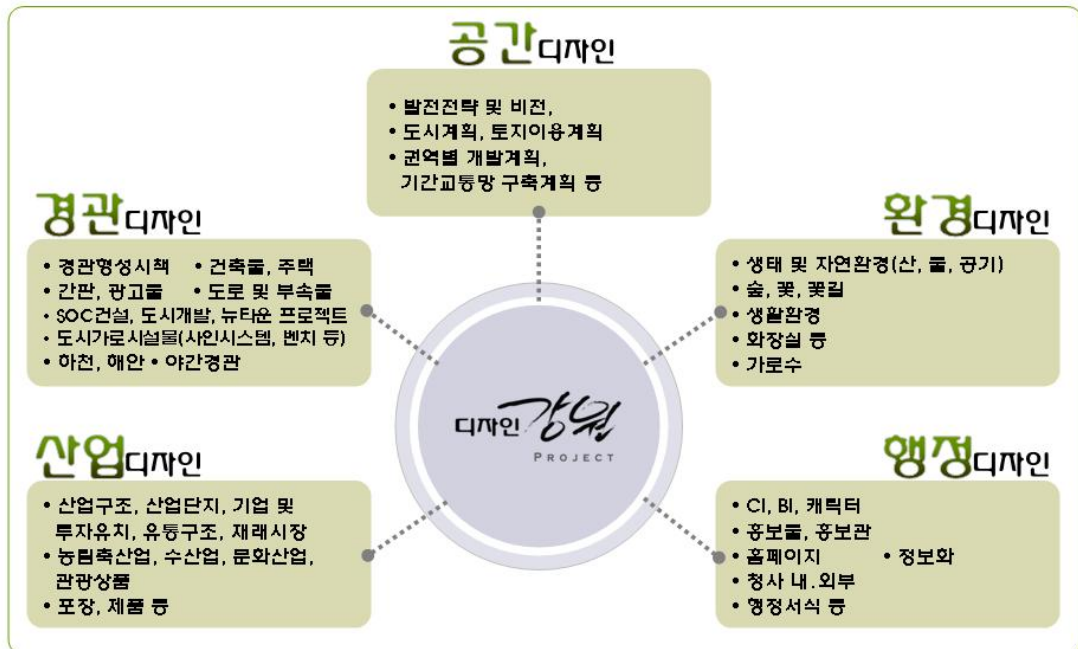 공간디자인
• 발전전략 및 비전,
• 도시계획, 토지이용계획
• 권역별 개발계획,
기간교통망 구축계획 등
경관디자인
• 경관형성시책 • 건축물, 주택
• 간판, 광고물 • 도로 및 부속물
• SOC건설, 도시개발, 뉴타운 프로젝트
• 도시가로시설물(사인시스템, 벤치 등)
• 하천, 해안 • 야간경관
환경디자인
• 생태 및 자연환경(산, 물, 공기)
• 숲, 꽃, 꽃길
• 생활환경
• 화장실 등
• 가로수
디자인 강원
PROJECT
산업디자인
• 산업구조, 산업단지, 기업 및
투자유치, 유통구조, 재래시장
• 농림축산업, 수산업, 문화산업,
관광상품
• 포장, 제품 등
행정디자인
• CI, BI, 캐릭터
• 홍보물, 홍보관
• 홈페이지 • 정보화
• 청사 내.외부
• 행정서식 등